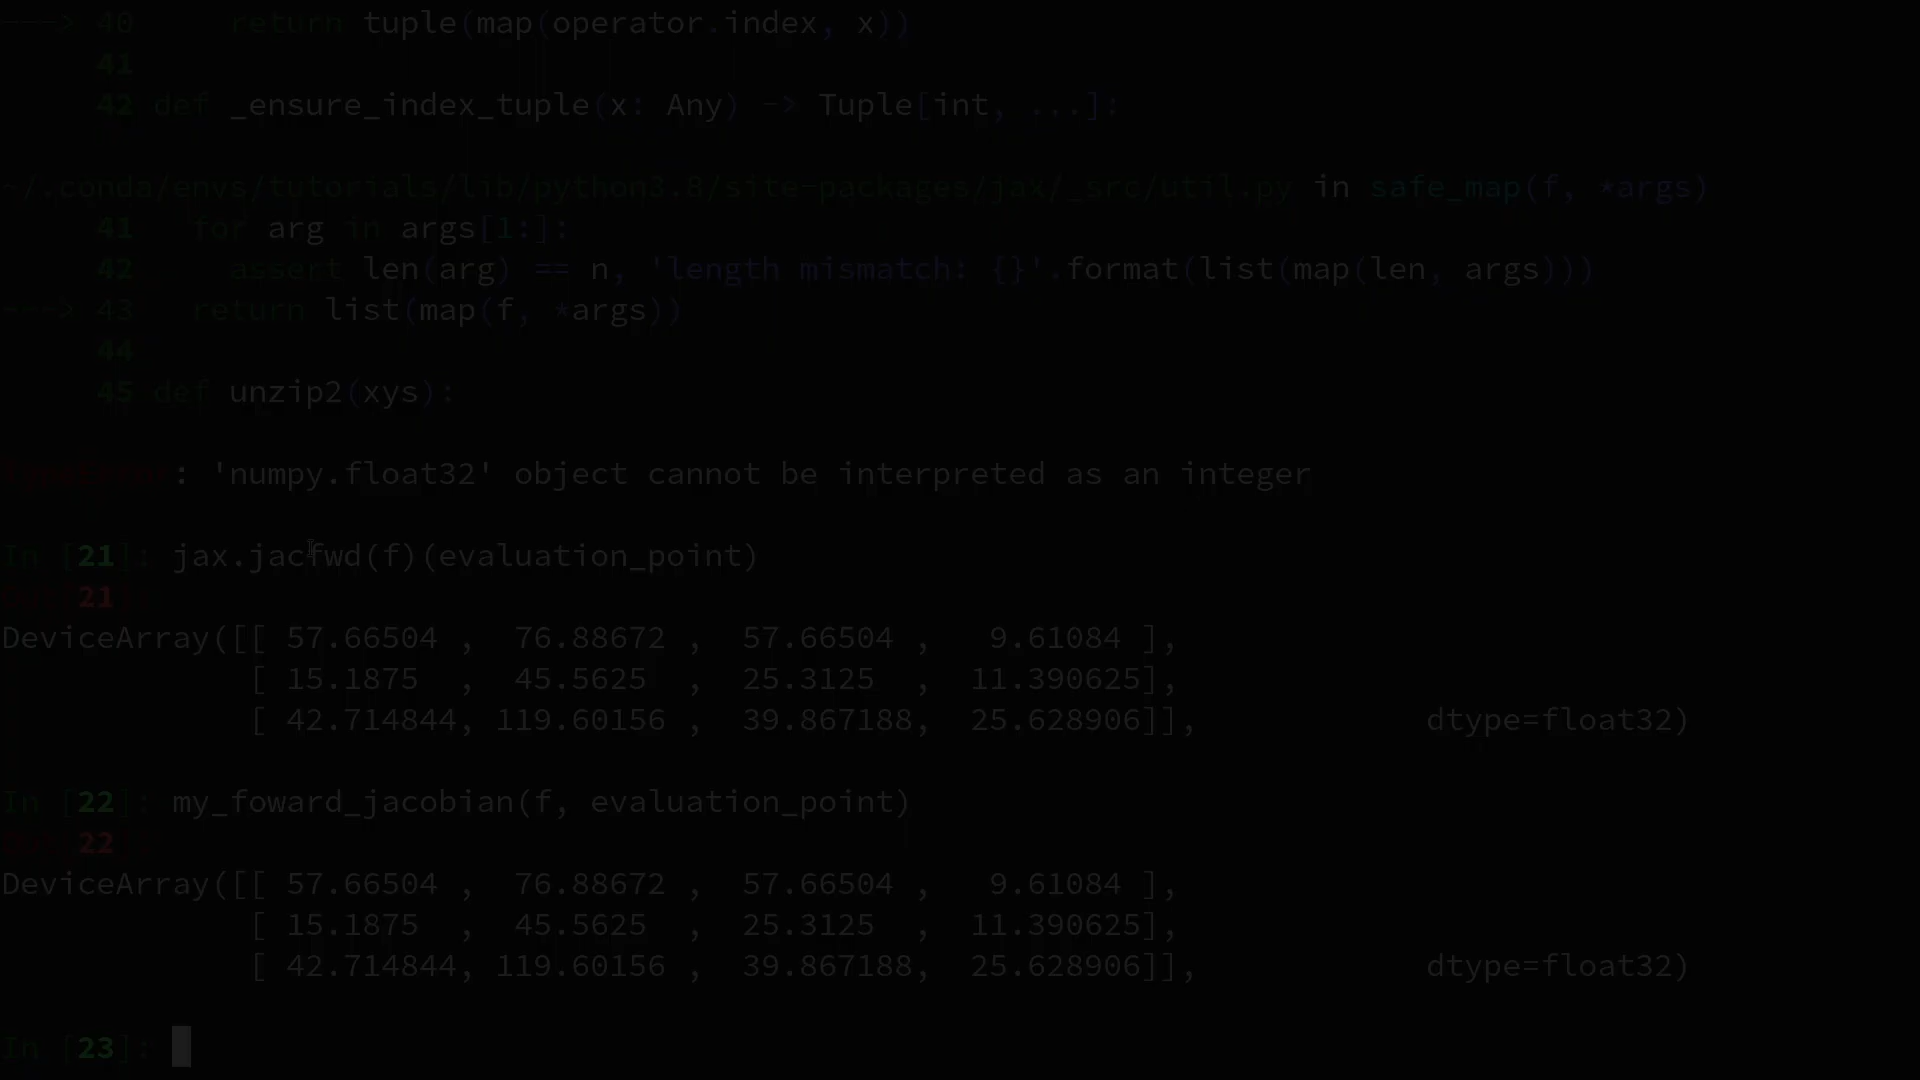 ---> 40     return tuple(map(operator.index, x))
     41
     42 def _ensure_index_tuple(x: Any) -> Tuple[int, ...]:
~/.conda/envs/tutorials/lib/python3.8/site-packages/jax/_src/util.py in safe_map(f, *args)
     41   for arg in args[1:]:
     42     assert len(arg) == n, 'length mismatch: {}'.format(list(map(len, args)))
---> 43   return list(map(f, *args))
     44
     45 def unzip2(xys):
TypeError: 'numpy.float32' object cannot be interpreted as an integer
In [21]: jax.jacfwd(f)(evaluation_point)
Out[21]:
DeviceArray([[ 57.66504 ,  76.88672 ,  57.66504 ,   9.61084 ],
             [ 15.1875  ,  45.5625  ,  25.3125  ,  11.390625],
             [ 42.714844, 119.60156 ,  39.867188,  25.628906]],            dtype=float32)
In [22]: my_foward_jacobian(f, evaluation_point)
Out[22]:
DeviceArray([[ 57.66504 ,  76.88672 ,  57.66504 ,   9.61084 ],
             [ 15.1875  ,  45.5625  ,  25.3125  ,  11.390625],
             [ 42.714844, 119.60156 ,  39.867188,  25.628906]],            dtype=float32)
In [23]: